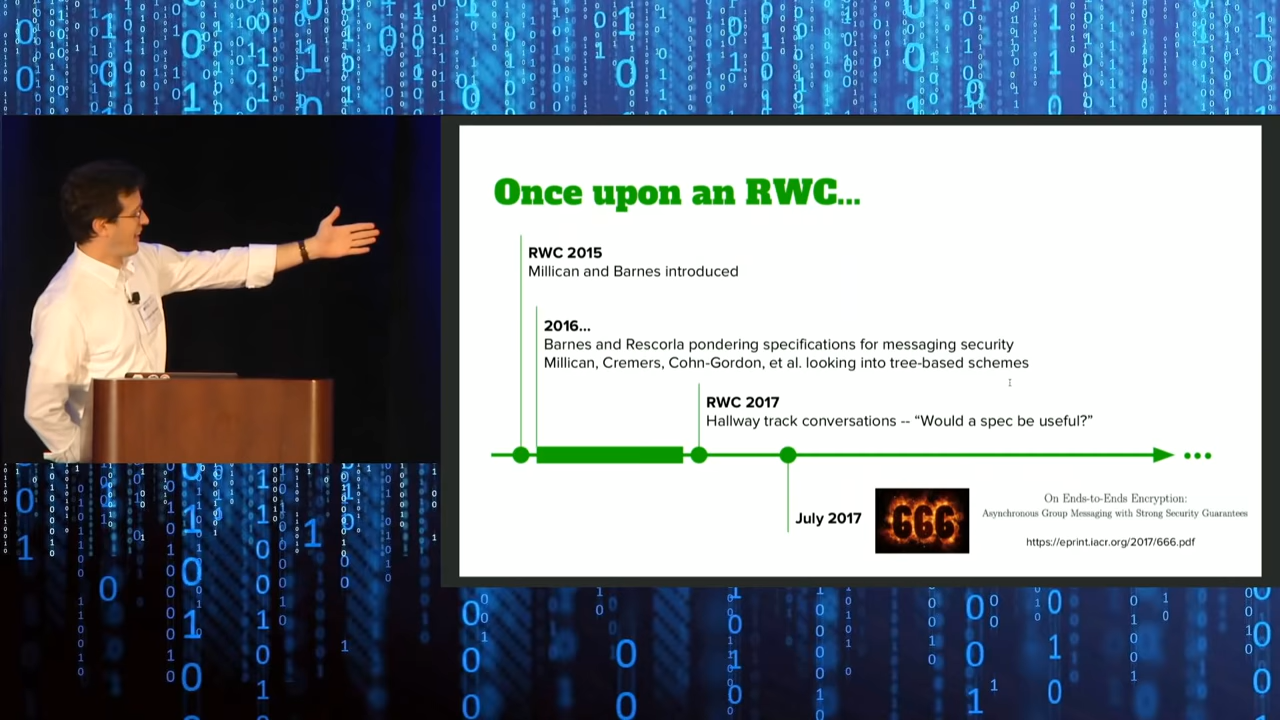 Once upon an RWC...
RWC 2015
Millican and Barnes introduced
2016...
Barnes and Rescorla pondering specifications for messaging security
Millican, Cremers, Cohn-Gordon, et al. looking into tree-based schemes
RWC 2017
Hallway track conversations -- “Would a spec be useful?”
July 2017
666
On Ends-to-Ends Encryption:
Asynchronous Group Messaging with Strong Security Guarantees
https://eprint.iacr.org/2017/666.pdf